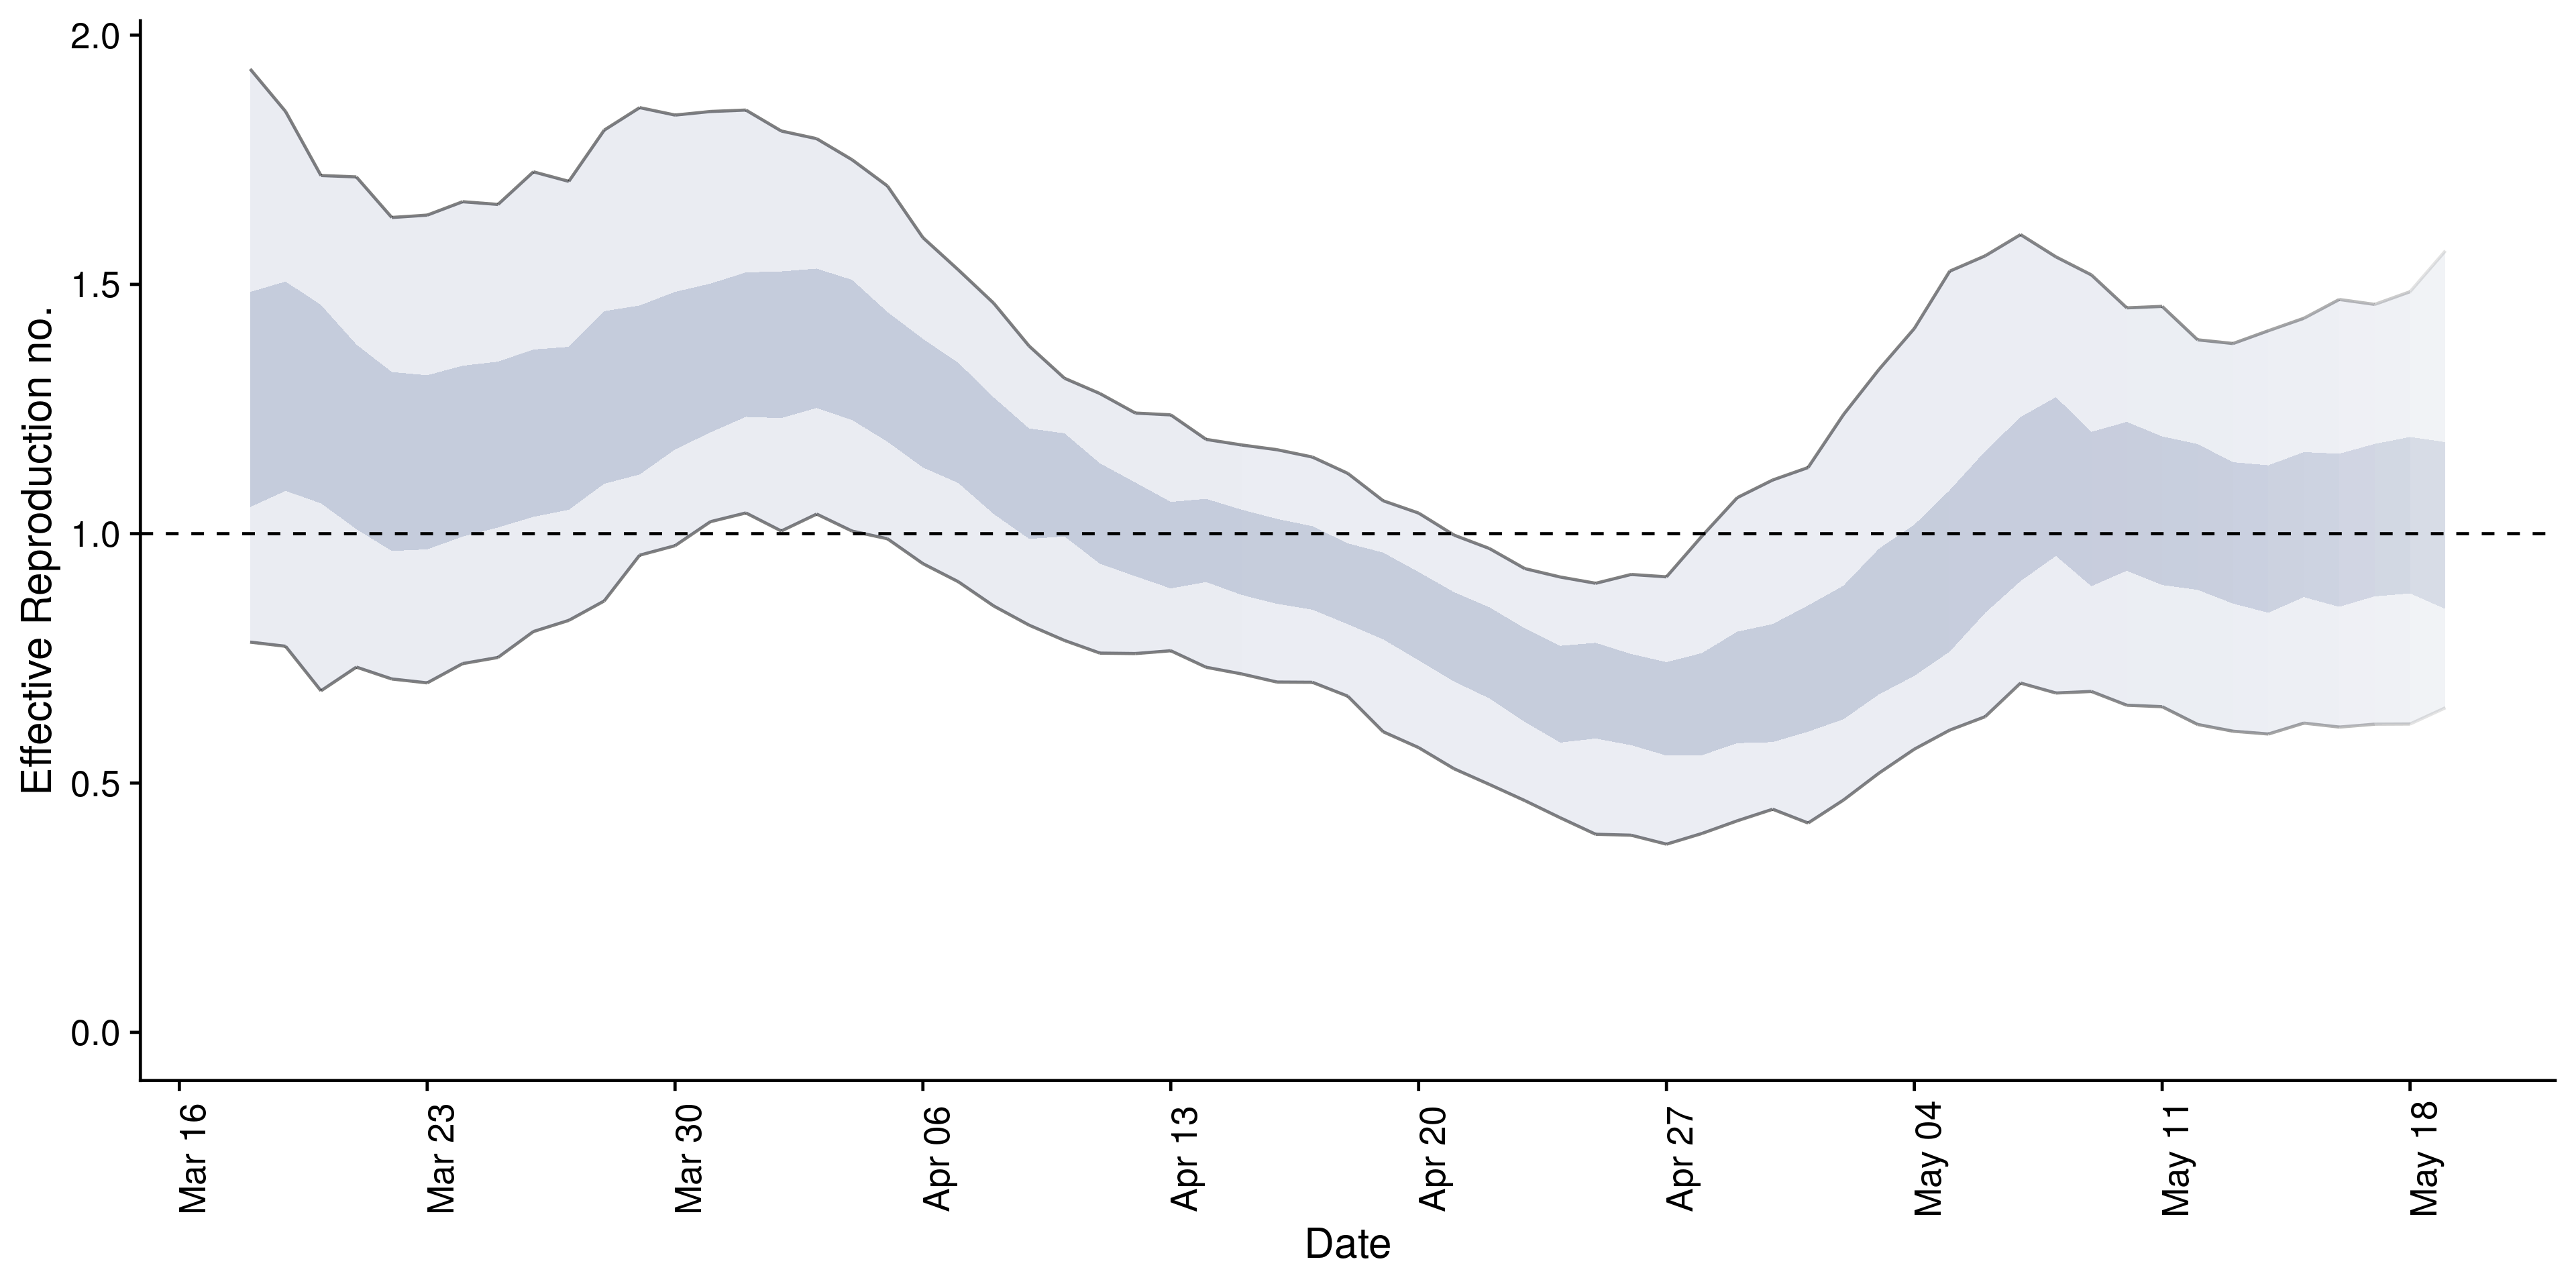 Effective Reproduction no.
2.0
1.5
1.0
0.5
0.0
Mar 16
Mar 23
Mar 30
Apr 06
Apr 13
Apr 20
Apr 27
May 04
May 11
May 18
Date